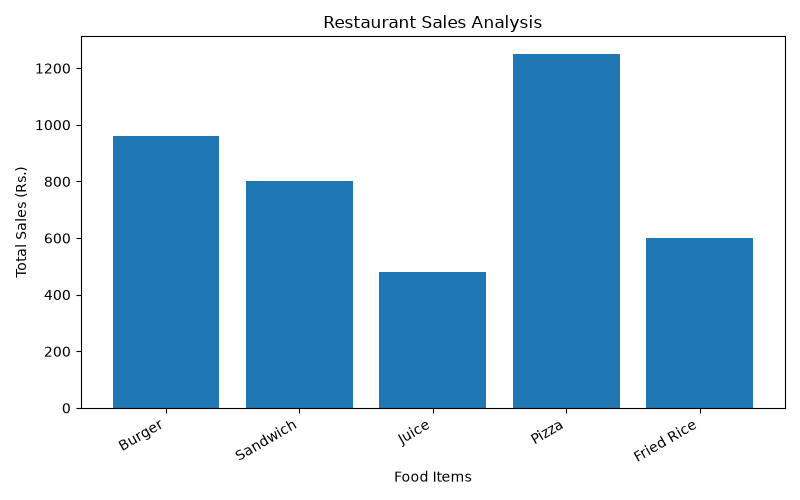 Restaurant Sales Analysis
Total Sales (Rs.)
1200
1000
800
600
400
200
0
Burger
Sandwich
Juice
Pizza
Fried Rice
Food Items